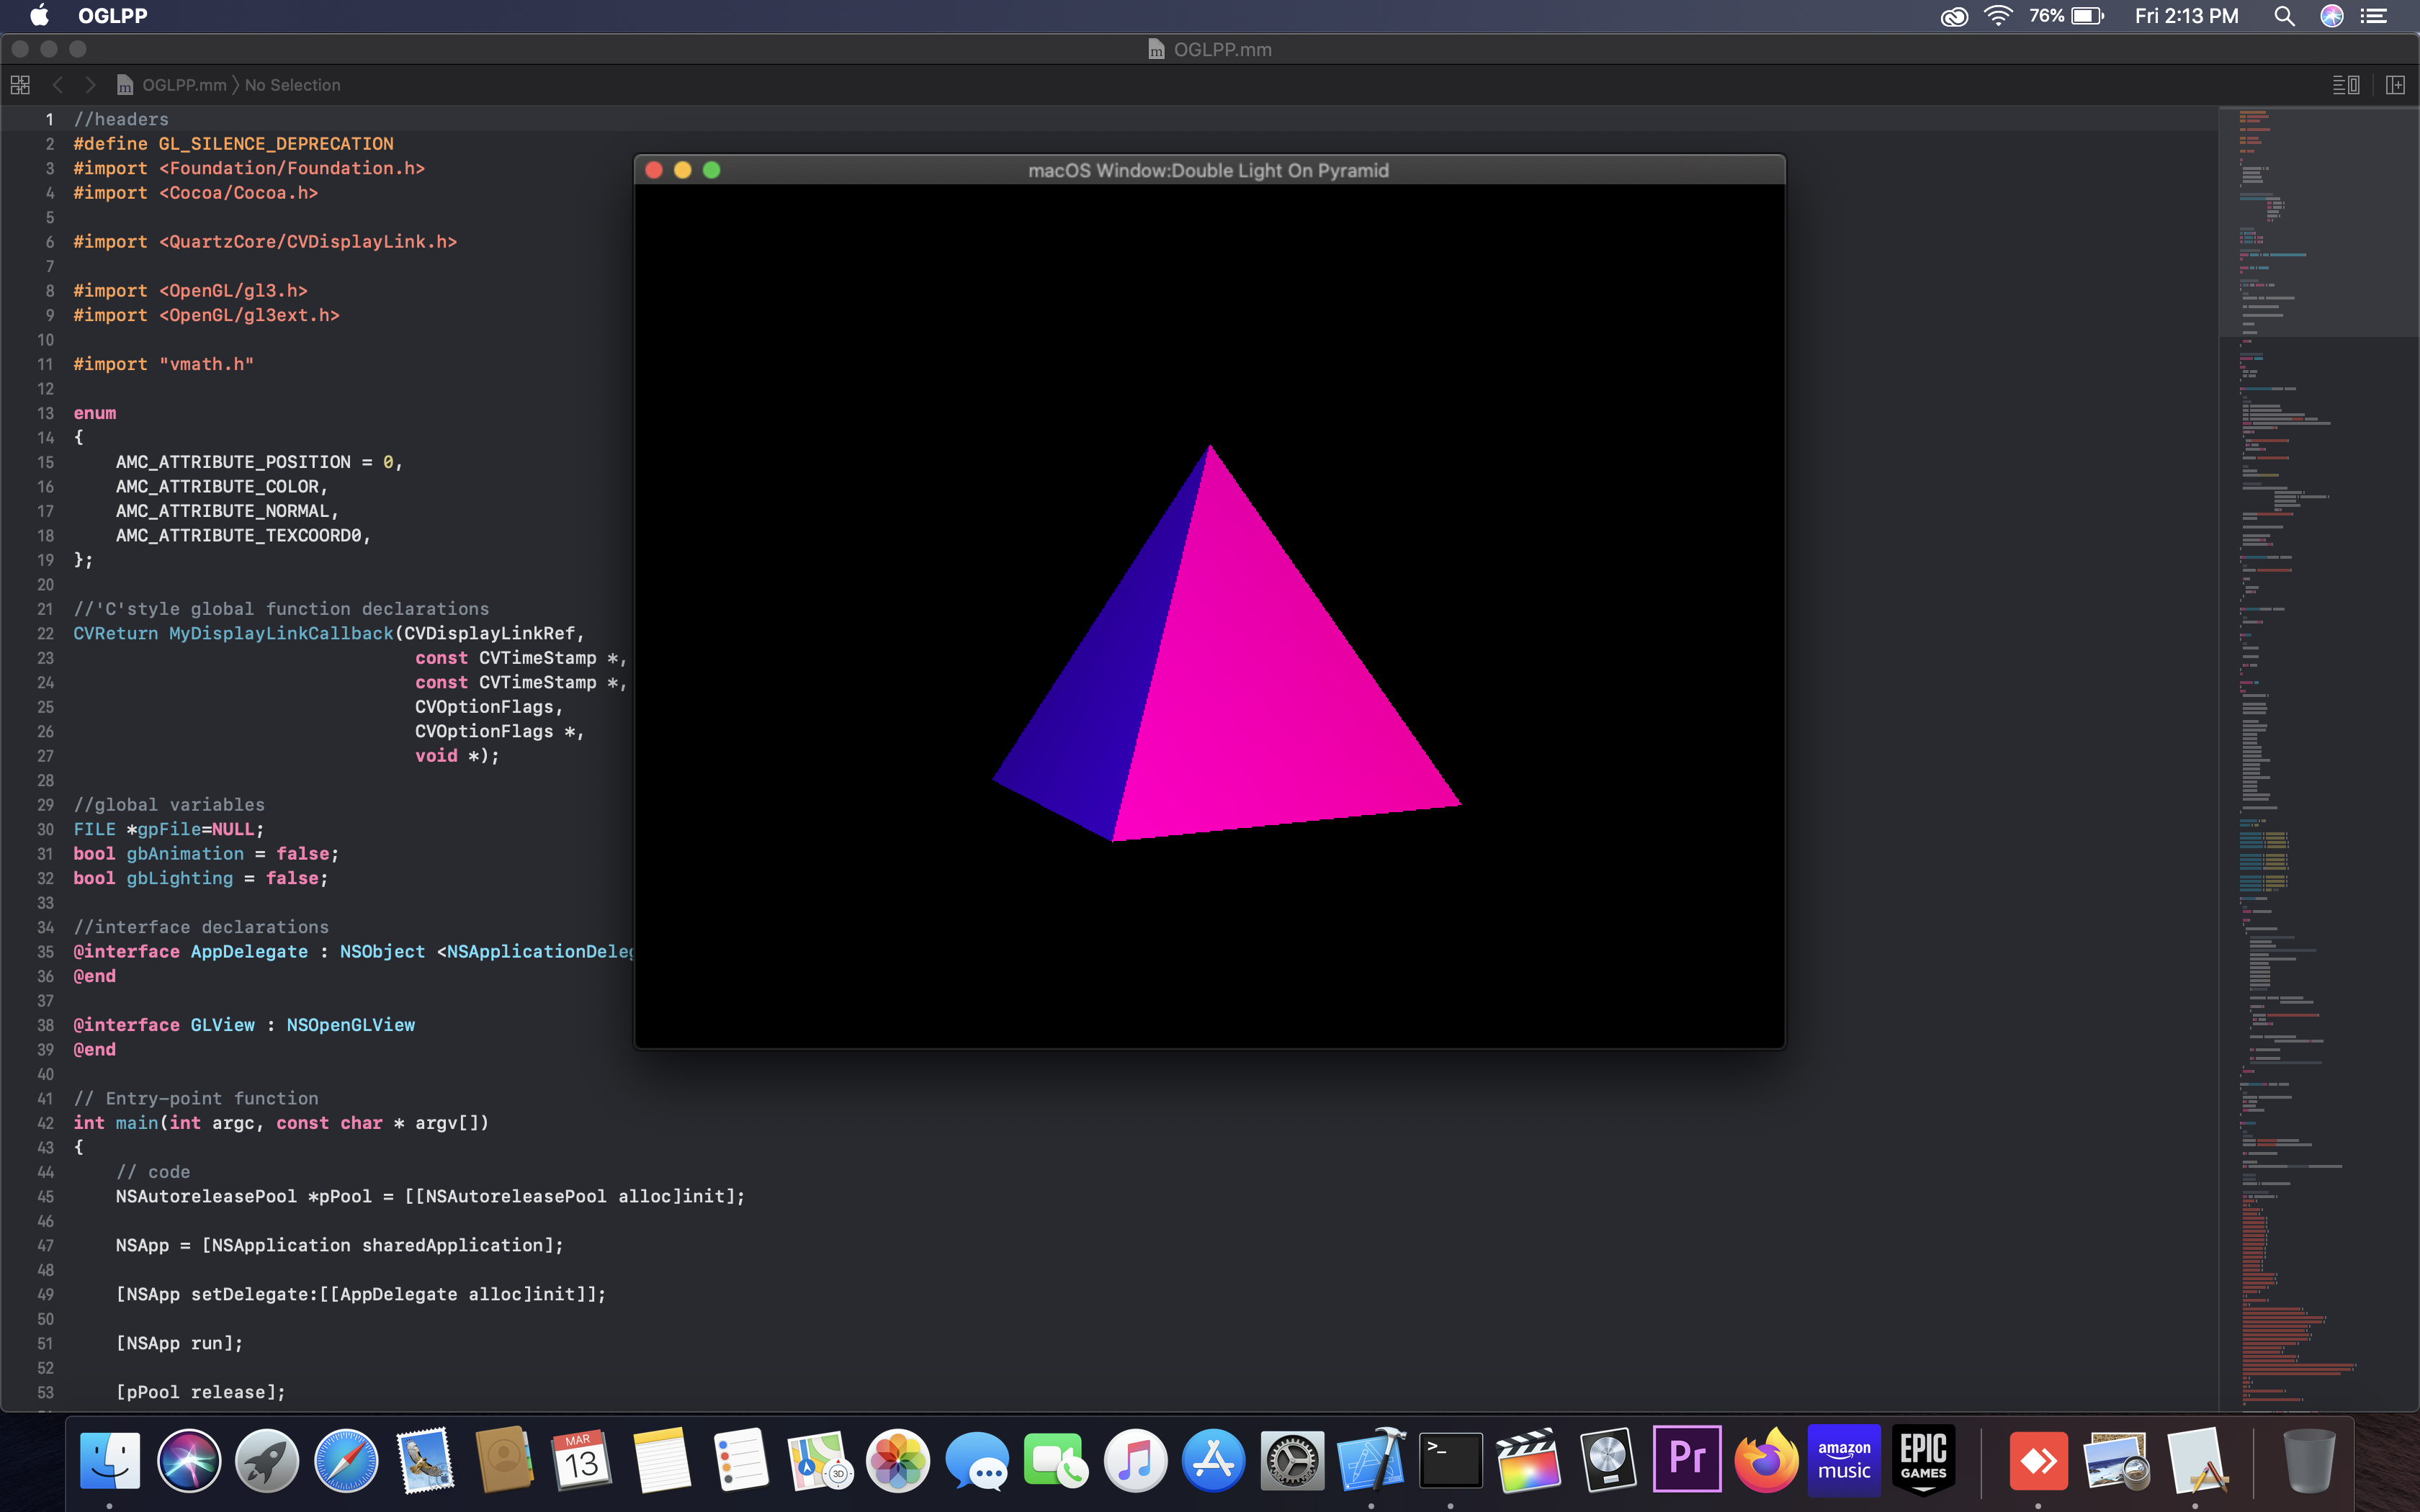 OGLPP
76%
Fri 2:13 PM
OGLPP.mm
OGLPP.mm 〉 No Selection
1 //headers
2 #define GL_SILENCE_DEPRECATION
3 #import <Foundation/Foundation.h>
4 #import <Cocoa/Cocoa.h>
5
6 #import <QuartzCore/CVDisplayLink.h>
7
8 #import <OpenGL/gl3.h>
9 #import <OpenGL/gl3ext.h>
10
11 #import "vmath.h"
12
13 enum
14 {
15 AMC_ATTRIBUTE_POSITION = 0,
16 AMC_ATTRIBUTE_COLOR,
17 AMC_ATTRIBUTE_NORMAL,
18 AMC_ATTRIBUTE_TEXCOORD0,
19 };
20
21 //'C'style global function declarations
22 CVReturn MyDisplayLinkCallback(CVDisplayLinkRef,
23 const CVTimeStamp *,
24 const CVTimeStamp *,
25 CVOptionFlags,
26 CVOptionFlags *,
27 void *);
28
29 //global variables
30 FILE *gpFile=NULL;
31 bool gbAnimation = false;
32 bool gbLighting = false;
33
34 //interface declarations
35 @interface AppDelegate : NSObject <NSApplicationDeleg
36 @end
37
38 @interface GLView : NSOpenGLView
39 @end
40
41 // Entry-point function
42 int main(int argc, const char * argv[])
43 {
44 // code
45 NSAutoreleasePool *pPool = [[NSAutoreleasePool alloc]init];
46
47 NSApp = [NSApplication sharedApplication];
48
49 [NSApp setDelegate:[[AppDelegate alloc]init]];
50
51 [NSApp run];
52
53 [pPool release];
macOS Window:Double Light On Pyramid
MAR
13
3D
>_
Pr
amazon
music
EPIC
GAMES